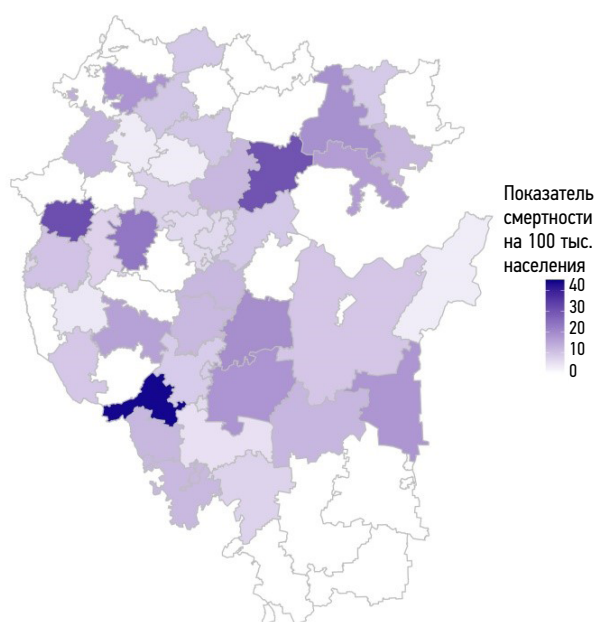 Показатель
смертности
на 100 тыс.
населения
40
30
20
10
0